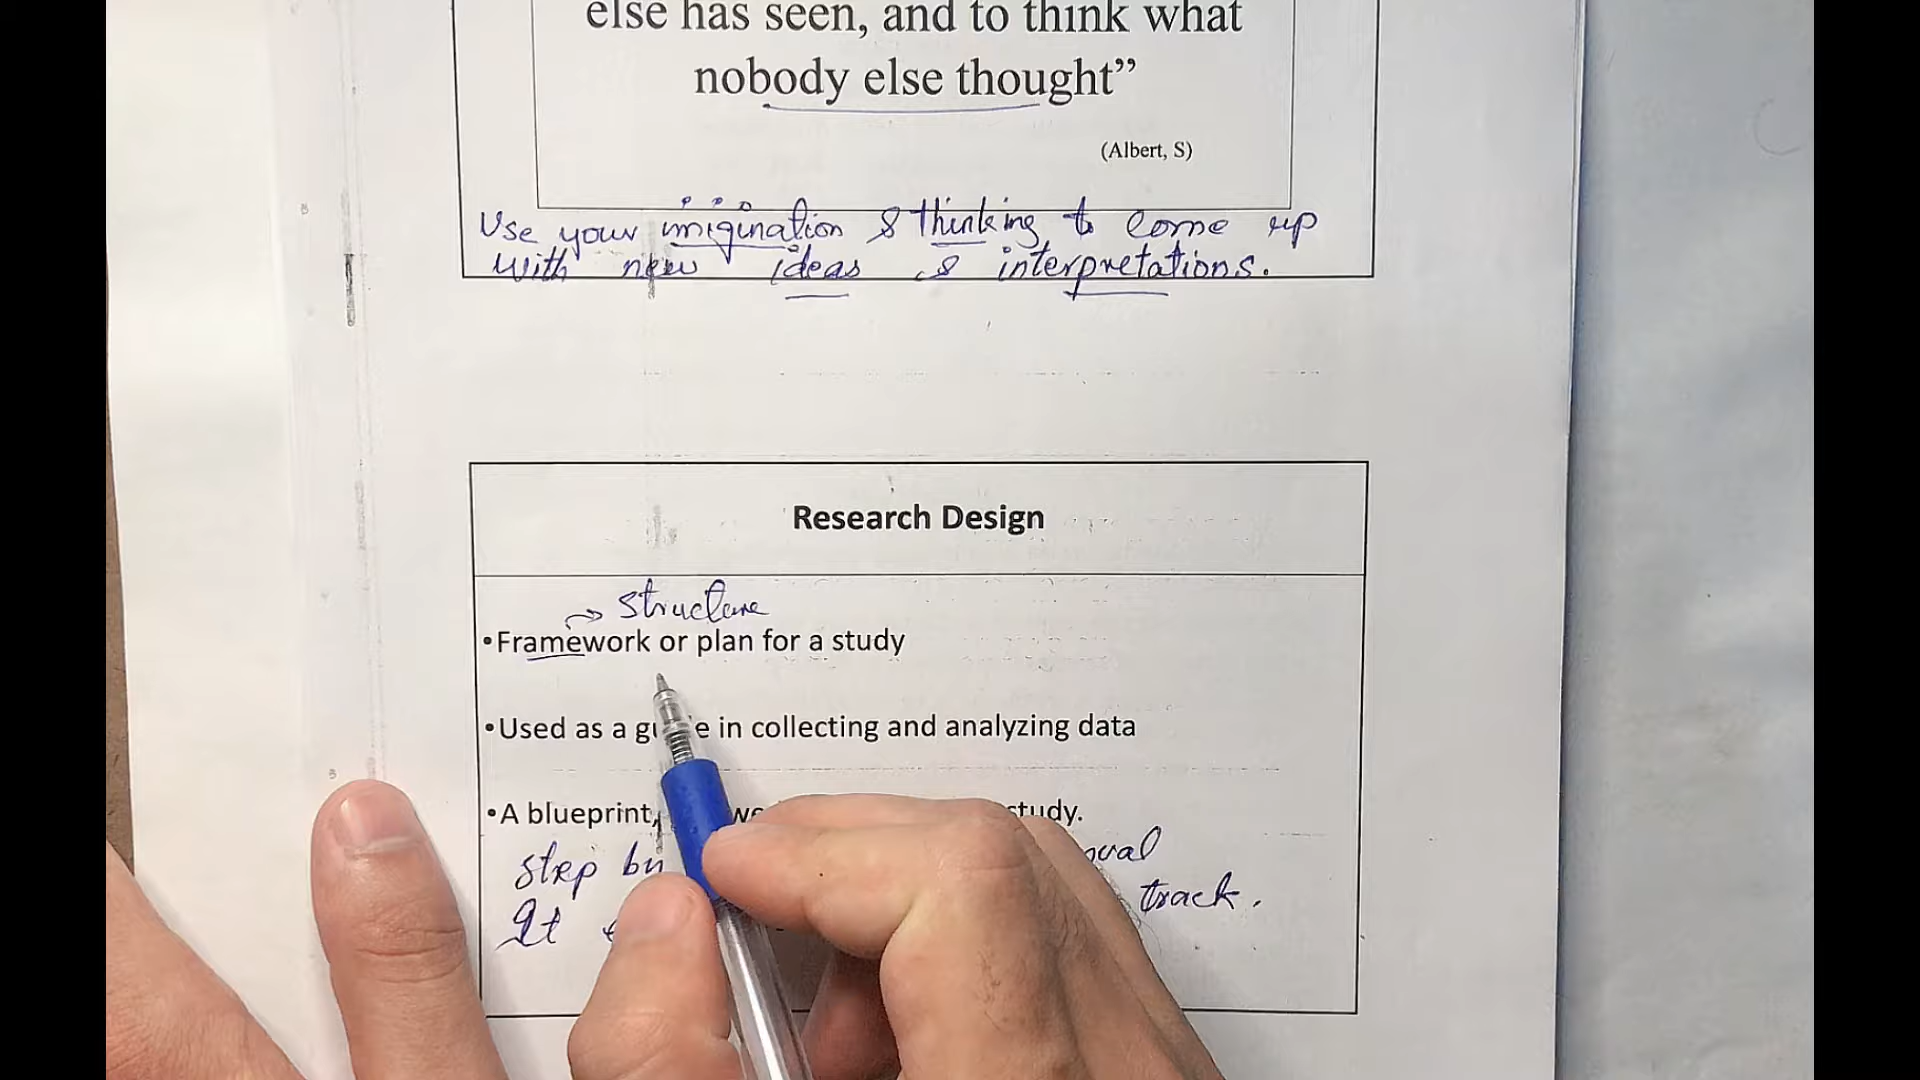 else has seen, and to think what
nobody else thought”
(Albert, S)
Use your imigination & thinking to come up
with new ideas & interpretations.
Research Design
→ structure
•Framework or plan for a study
•Used as a in collecting and analyzing data
•A blueprint, study.
step by
track.
It